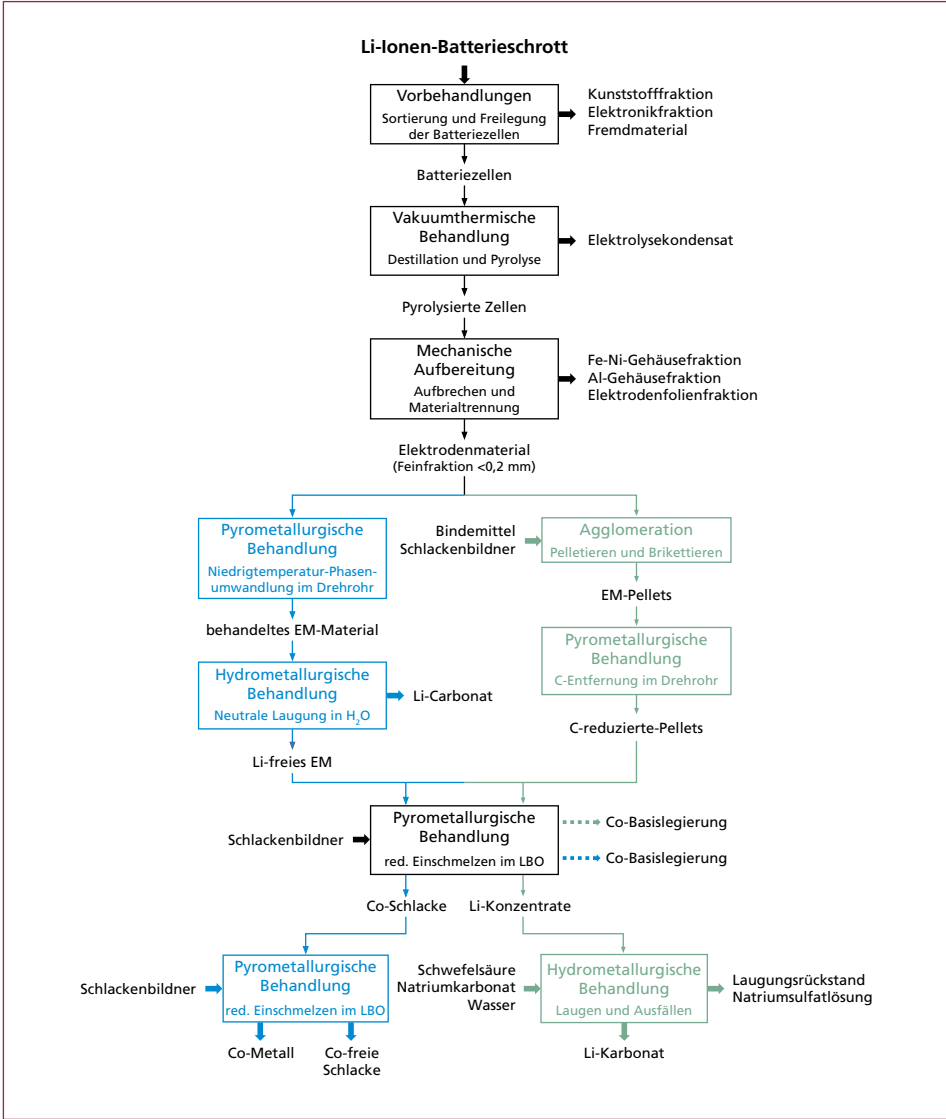 Li-Ionen-Batterieschrott
Vorbehandlungen
Sortierung und Freilegung
der Batteriezellen
Kunststofffraktion
Elektronikfraktion
Fremdmaterial
Batteriezellen
Vakuumthermische
Behandlung
Destillation und Pyrolyse
Elektrolysekondensat
Pyrolysierte Zellen
Mechanische
Aufbereitung
Aufbrechen und
Materialtrennung
Fe-Ni-Gehäusefraktion
Al-Gehäusefraktion
Elektrodenfolienfraktion
Elektrodenmaterial
(Feinfraktion <0,2 mm)
Pyrometallurgische
Behandlung
Niedrigtemperatur-Phasen-
umwandlung im Drehrohr
Bindemittel
Schlackenbildner
Agglomeration
Pelletieren und Brikettieren
behandeltes EM-Material
EM-Pellets
Hydrometallurgische
Behandlung
Neutrale Laugung in H₂O
Li-Carbonat
Pyrometallurgische
Behandlung
C-Entfernung im Drehrohr
Li-freies EM
C-reduzierte-Pellets
Schlackenbildner
Pyrometallurgische
Behandlung
red. Einschmelzen im LBO
Co-Basislegierung
Co-Basislegierung
Co-Schlacke
Li-Konzentrate
Schlackenbildner
Pyrometallurgische
Behandlung
red. Einschmelzen im LBO
Schwefelsäure
Natriumkarbonat
Wasser
Hydrometallurgische
Behandlung
Laugen und Ausfällen
Laugungsrückstand
Natriumsulfatlösung
Co-Metall
Co-freie
Schlacke
Li-Karbonat